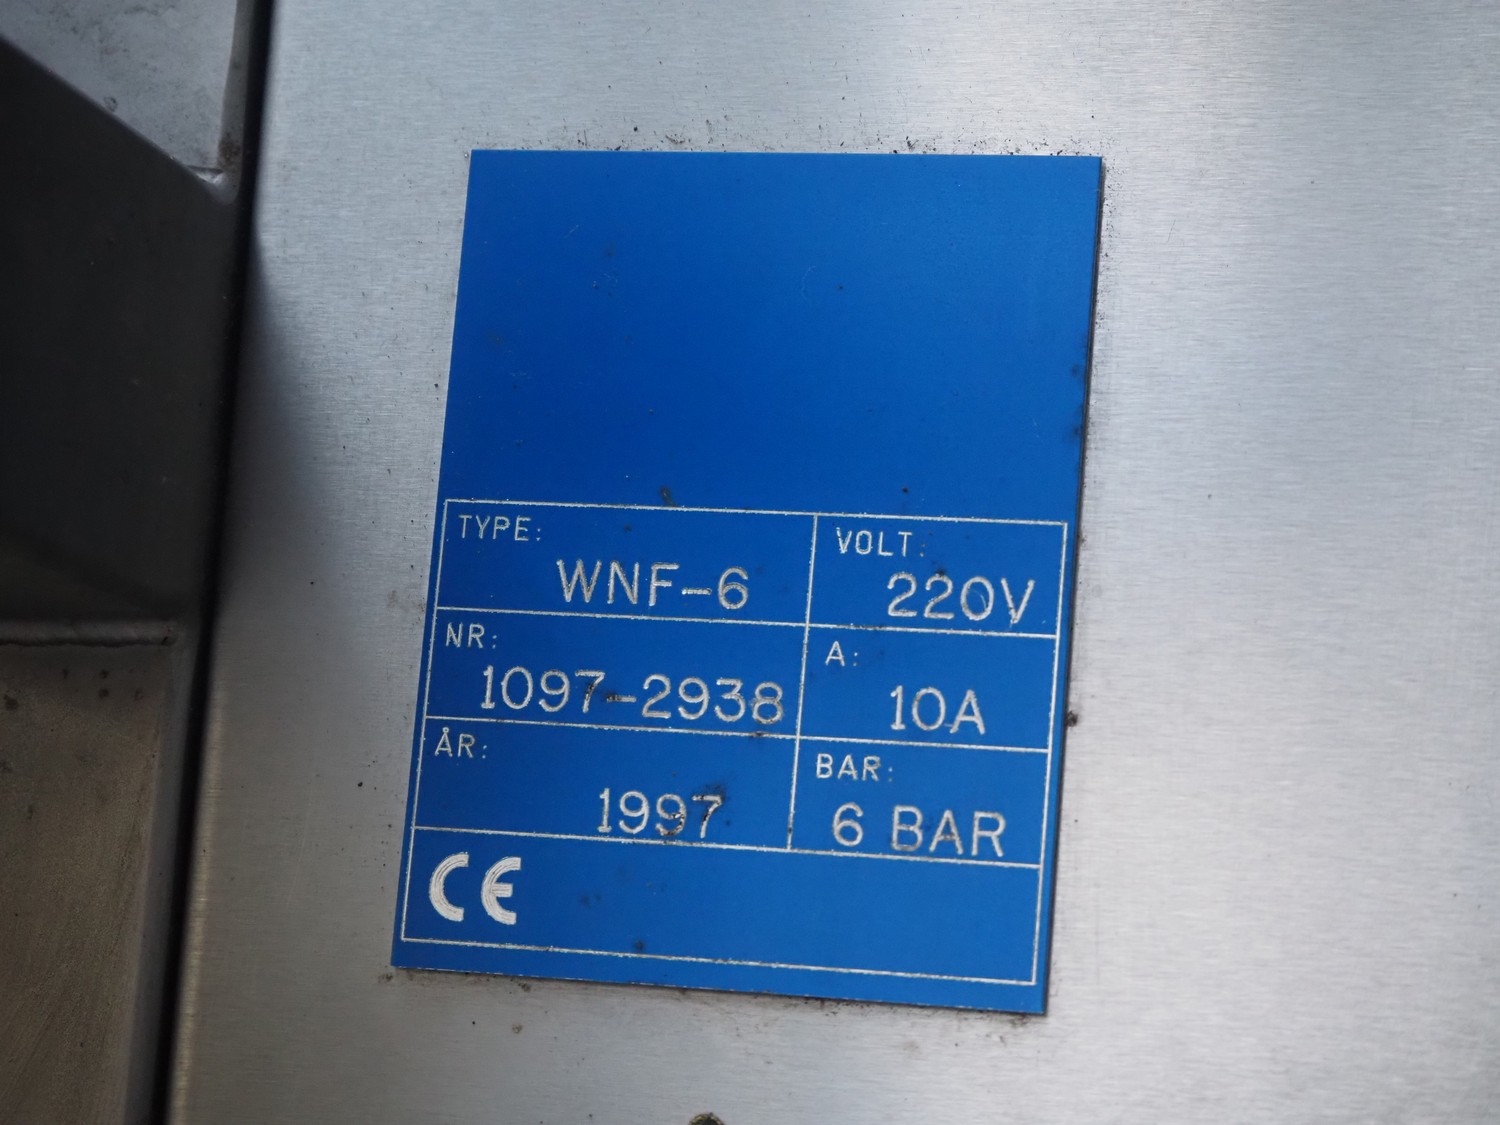 TYPE:
WNF-6
VOLT:
220V
NR:
1097-2938
A:
10A
ÅR:
1997
BAR:
6 BAR
CE